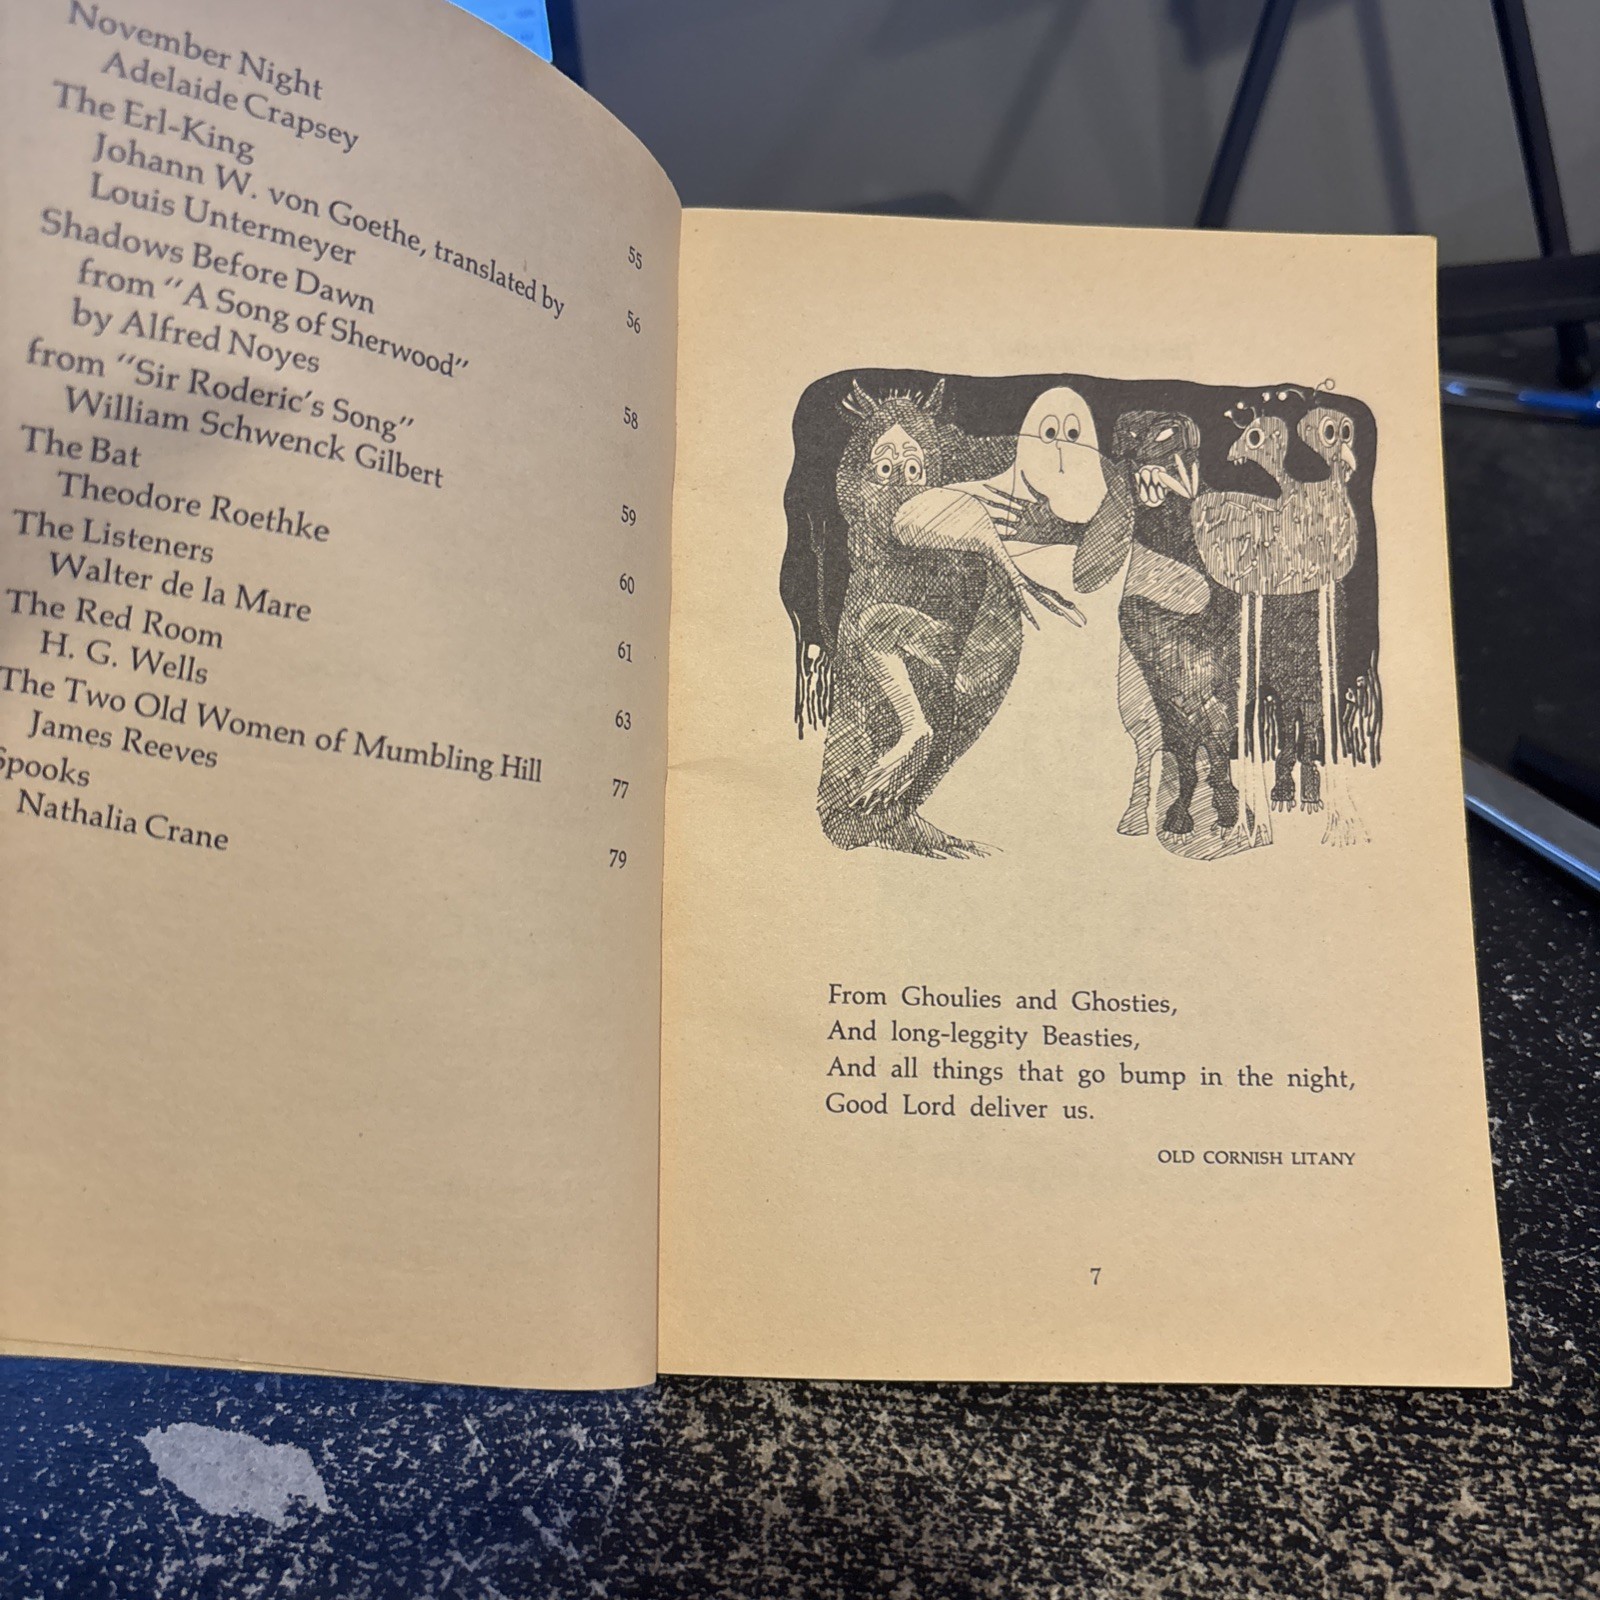 November Night
Adelaide Crapsey 55
The Erl-King
Johann W. von Goethe, translated by
Louis Untermeyer 56
Shadows Before Dawn
from "A Song of Sherwood"
by Alfred Noyes 58
from "Sir Roderic's Song"
William Schwenck Gilbert 59
The Bat
Theodore Roethke 60
The Listeners
Walter de la Mare 61
The Red Room
H. G. Wells 63
The Two Old Women of Mumbling Hill
James Reeves 77
Spooks
Nathalia Crane 79
From Ghoulies and Ghosties,
And long-leggity Beasties,
And all things that go bump in the night,
Good Lord deliver us.
OLD CORNISH LITANY
7